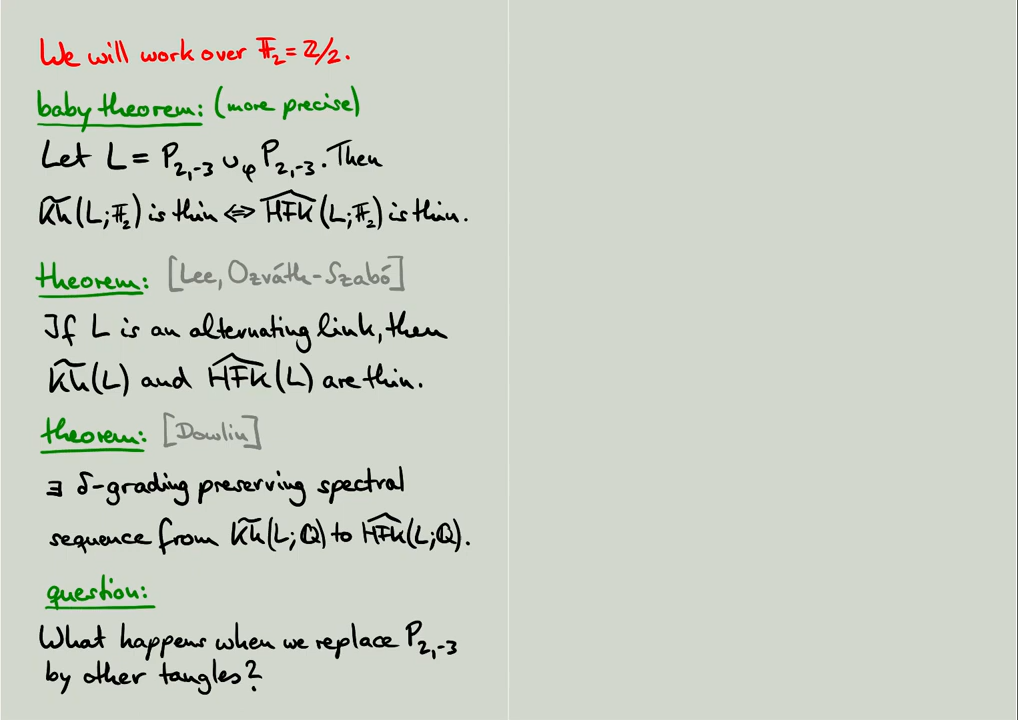 We will work over 𝔽₂ = ℤ/2.
baby theorem: (more precise)
Let L = P₂,₋₃ ∪φ P₂,₋₃. Then
K̃h(L; 𝔽₂) is thin ⇔ ĤFK(L; 𝔽₂) is thin.
theorem: [Lee, Ozváth-Szabó]
If L is an alternating link, then
K̃h(L) and ĤFK(L) are thin.
theorem: [Dowlin]
∃ δ-grading preserving spectral
sequence from K̃h(L; ℚ) to ĤFK(L; ℚ).
question:
What happens when we replace P₂,₋₃
by other tangles?